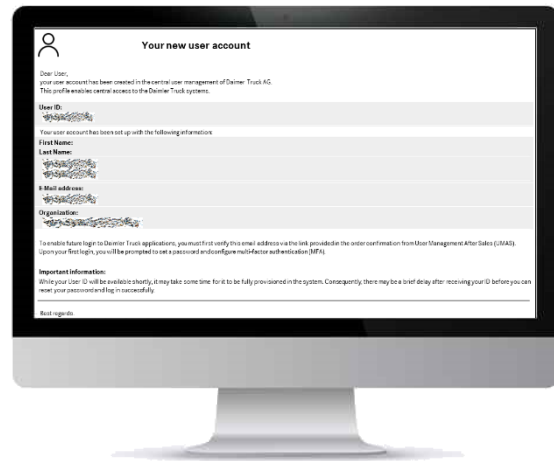 Your new user account
Dear User,
your user account has been created in the central user management of Daimer Truck AG
This profile enables central access to the Daimler Truck systems.
User ID:
Your user account has been set up with the following information
First Name:
Last Name:
E-Mail address:
Organization:
To enable future login to Daimler Truck applications, you must first verify this email address via the link provided in the order confirmation from User Management After Sales (UMAS).
Upon your first login, you will be prompted to set a password and configure multi-factor authentication (MFA).
Important information:
While your User ID will be available shortly, it may take some time for it to be fully provisioned in the system. Consequently, there may be a brief delay after receiving your ID before you can
reset your password and log in successfully.
Best regards